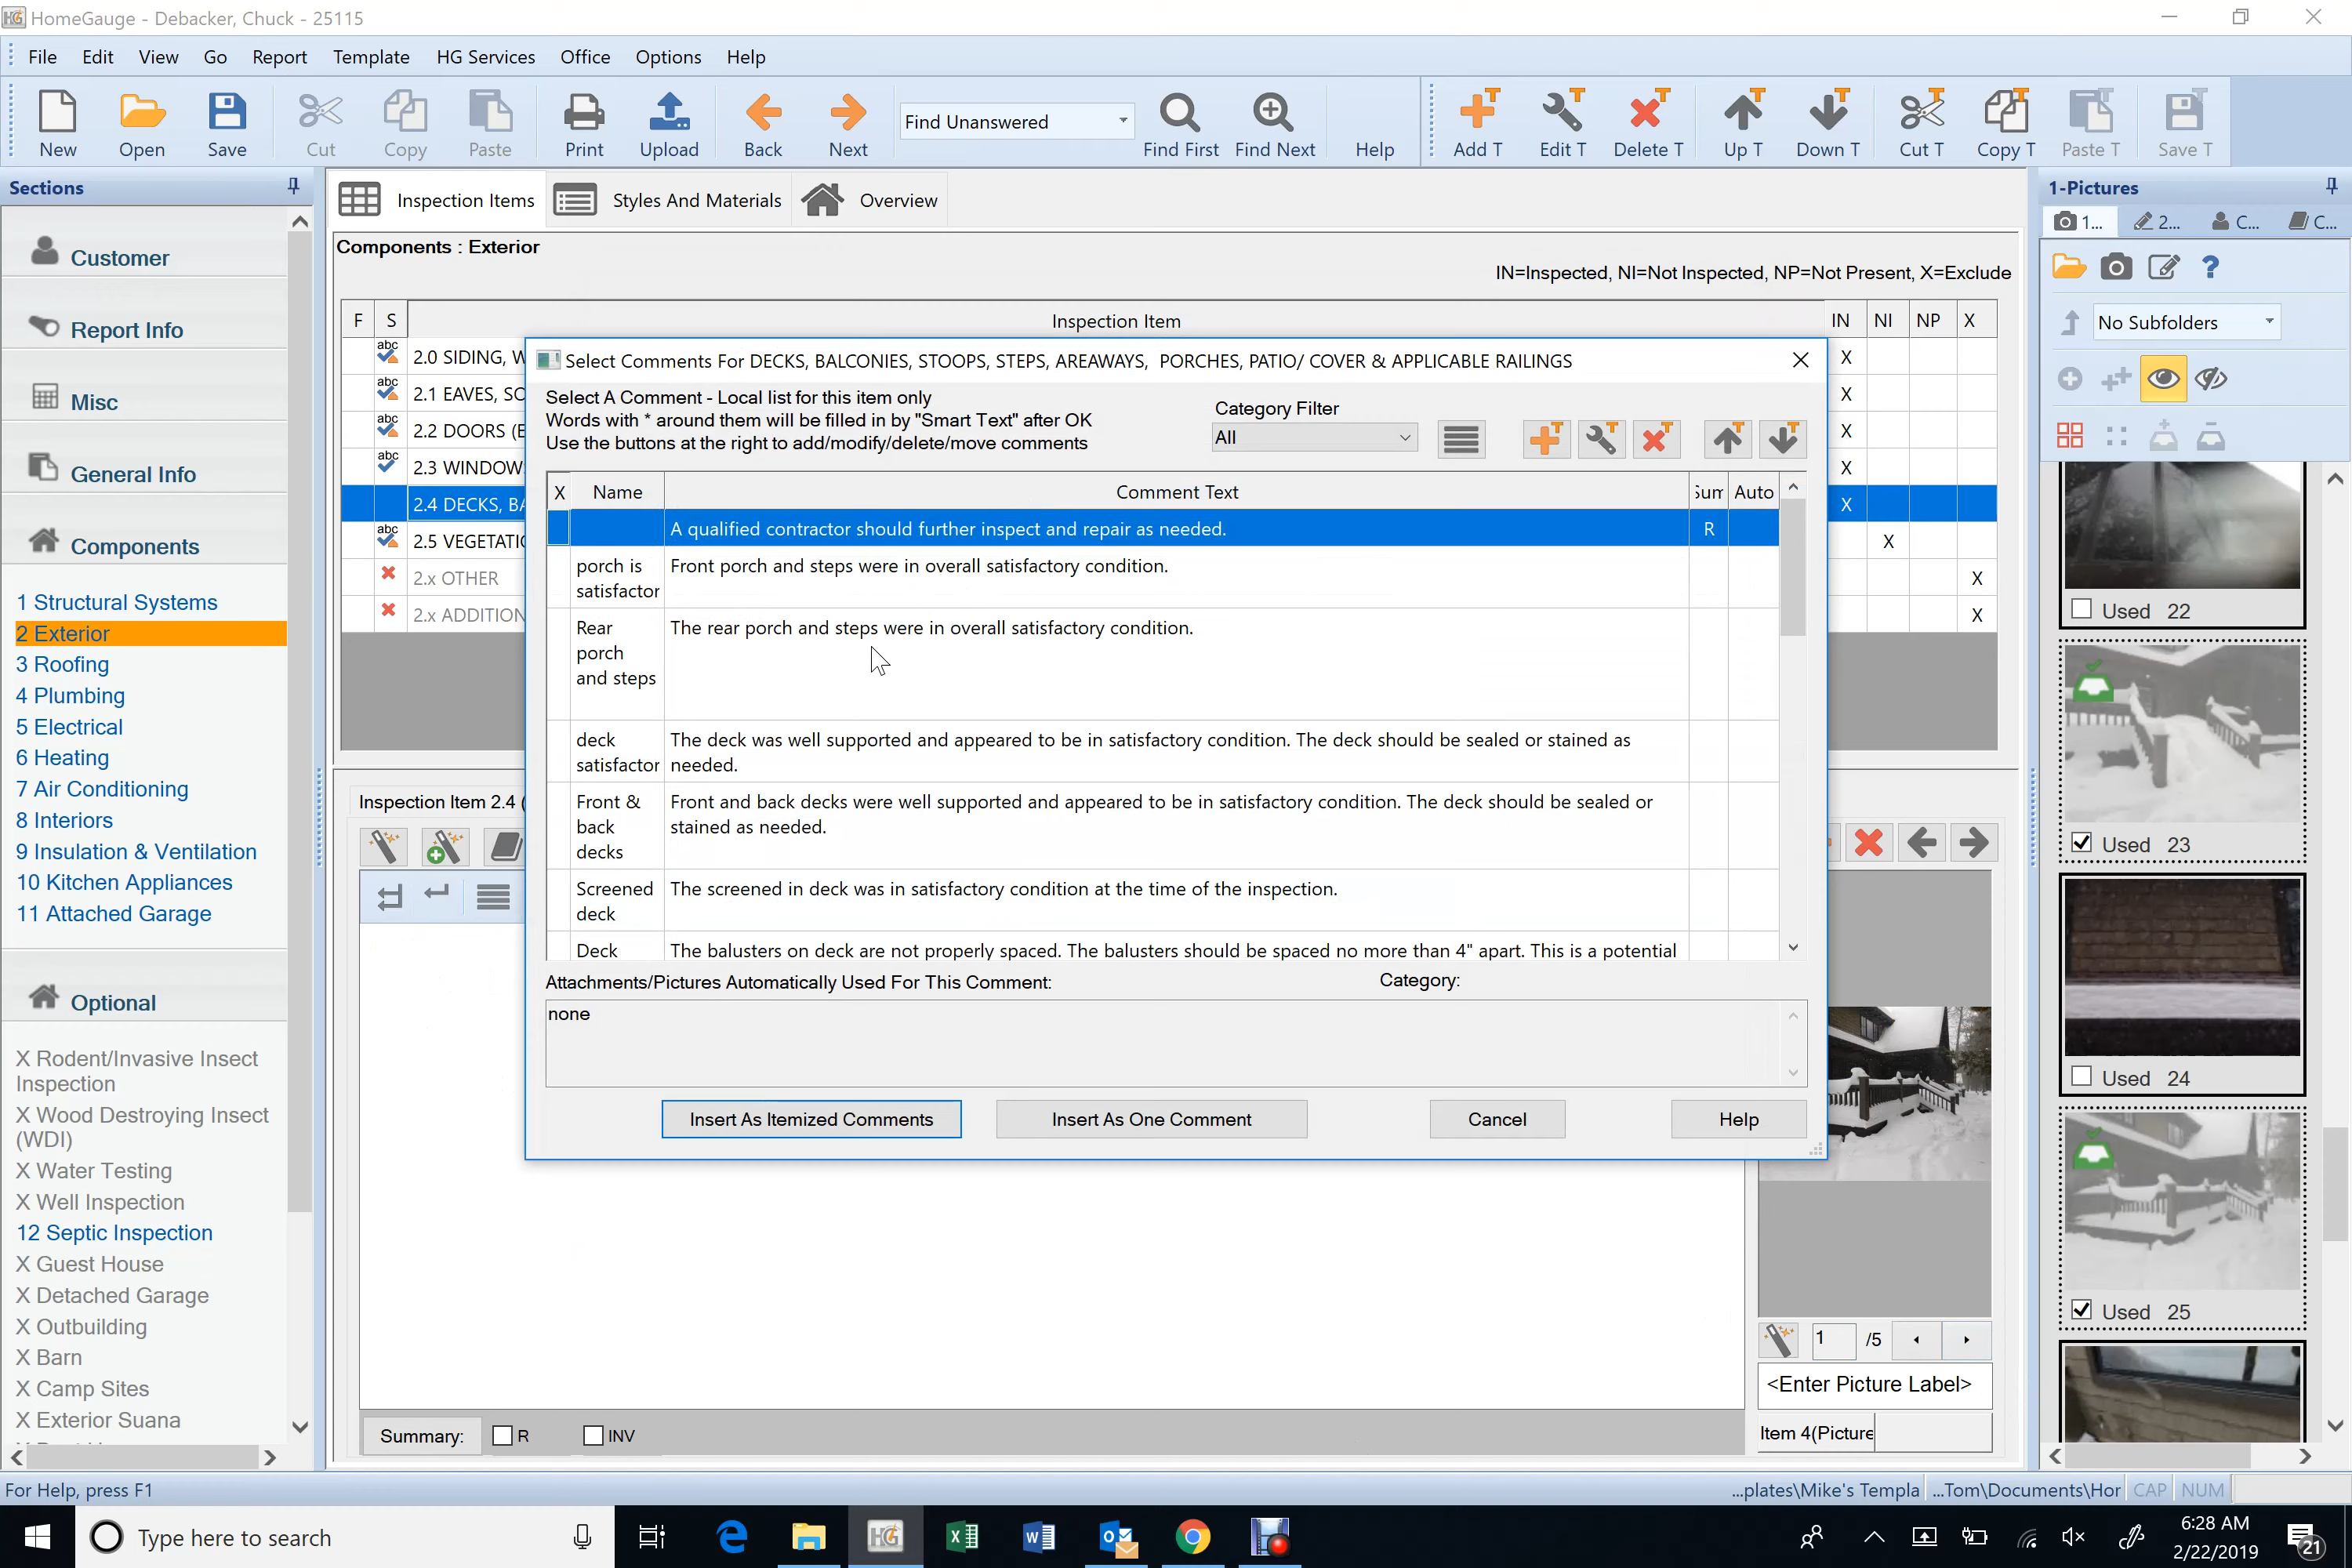 HomeGauge - Debacker, Chuck - 25115
File Edit View Go Report Template HG Services Office Options Help
New Open Save Cut Copy Paste Print Upload Back Next Find Unanswered Find First Find Next Help Add T Edit T Delete T Up T Down T Cut T Copy T Paste T Save T
Sections
Customer
Report Info
Misc
General Info
Components
1 Structural Systems
2 Exterior
3 Roofing
4 Plumbing
5 Electrical
6 Heating
7 Air Conditioning
8 Interiors
9 Insulation & Ventilation
10 Kitchen Appliances
11 Attached Garage
Optional
X Rodent/Invasive Insect
Inspection
X Wood Destroying Insect
(WDI)
X Water Testing
X Well Inspection
12 Septic Inspection
X Guest House
X Detached Garage
X Outbuilding
X Barn
X Camp Sites
X Exterior Suana
Inspection Items Styles And Materials Overview
Components : Exterior
IN=Inspected, NI=Not Inspected, NP=Not Present, X=Exclude
F S Inspection Item IN NI NP X
abc 2.0 SIDING, W X
abc 2.1 EAVES, SO X
abc 2.2 DOORS (E X
abc 2.3 WINDOW X
2.4 DECKS, BA X
abc 2.5 VEGETATIO X
2.x OTHER X
2.x ADDITION X
Select Comments For DECKS, BALCONIES, STOOPS, STEPS, AREAWAYS, PORCHES, PATIO/ COVER & APPLICABLE RAILINGS
Select A Comment - Local list for this item only
Words with * around them will be filled in by "Smart Text" after OK
Use the buttons at the right to add/modify/delete/move comments
Category Filter
All
X Name Comment Text Sum Auto
A qualified contractor should further inspect and repair as needed. R
porch is
satisfactor
Front porch and steps were in overall satisfactory condition.
Rear
porch
and steps
The rear porch and steps were in overall satisfactory condition.
deck
satisfactor
The deck was well supported and appeared to be in satisfactory condition. The deck should be sealed or stained as
needed.
Front &
back
decks
Front and back decks were well supported and appeared to be in satisfactory condition. The deck should be sealed or
stained as needed.
Screened
deck
The screened in deck was in satisfactory condition at the time of the inspection.
Deck
The balusters on deck are not properly spaced. The balusters should be spaced no more than 4" apart. This is a potential
Attachments/Pictures Automatically Used For This Comment:
Category:
none
Insert As Itemized Comments Insert As One Comment Cancel Help
Inspection Item 2.4 (
Summary: R INV
1 /5
<Enter Picture Label>
Item 4(Picture
1-Pictures
1... 2... C... C...
No Subfolders
Used 22
Used 23
Used 24
Used 25
For Help, press F1
...plates\Mike's Templa ...Tom\Documents\Hor CAP NUM
Type here to search
6:28 AM
2/22/2019
21